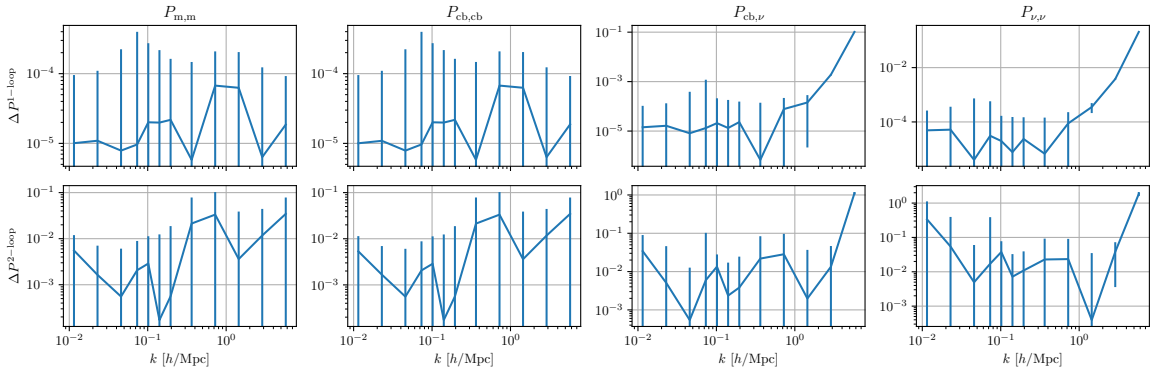 P_{m,m} P_{cb,cb} P_{cb,ν} P_{ν,ν}
ΔP^{1−loop}
10^{−4} 10^{−4} 10^{−1} 10^{−1}
10^{−3}
10^{−5} 10^{−5} 10^{−5} 10^{−4}
ΔP^{2−loop}
10^{−1} 10^{−1} 10^0 10^0
10^{−1} 10^{−1}
10^{−2} 10^{−2} 10^{−2} 10^{−2}
10^{−3} 10^{−3} 10^{−3} 10^{−3}
10^{−2} 10^{−1} 10^0 10^{−2} 10^{−1} 10^0 10^{−2} 10^{−1} 10^0 10^{−2} 10^{−1} 10^0
k [h/Mpc] k [h/Mpc] k [h/Mpc] k [h/Mpc]